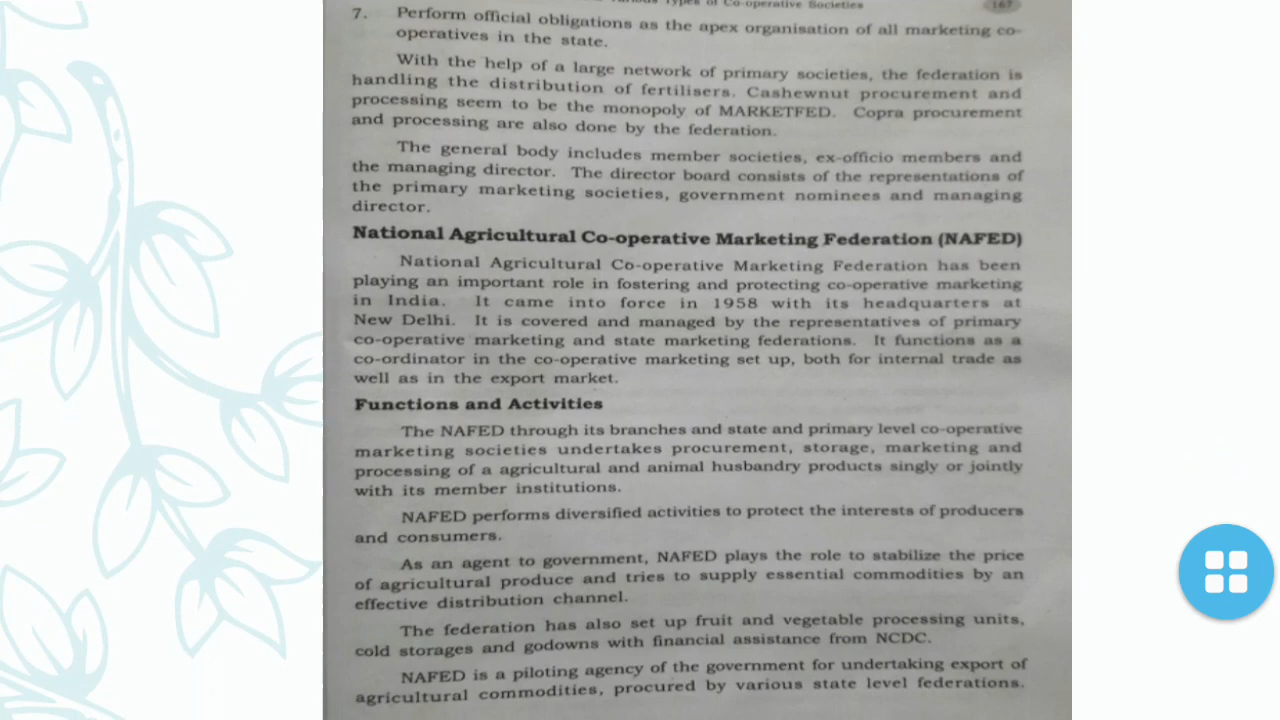 Types of Co-operative Societies 167
7. Perform official obligations as the apex organisation of all marketing co-
operatives in the state.
With the help of a large network of primary societies, the federation is
handling the distribution of fertilisers. Cashewnut procurement and
processing seem to be the monopoly of MARKETFED. Copra procurement
and processing are also done by the federation.
The general body includes member societies, ex-officio members and
the managing director. The director board consists of the representations of
the primary marketing societies, government nominees and managing
director.
National Agricultural Co-operative Marketing Federation (NAFED)
National Agricultural Co-operative Marketing Federation has been
playing an important role in fostering and protecting co-operative marketing
in India. It came into force in 1958 with its headquarters at
New Delhi. It is covered and managed by the representatives of primary
co-operative marketing and state marketing federations. It functions as a
co-ordinator in the co-operative marketing set up, both for internal trade as
well as in the export market.
Functions and Activities
The NAFED through its branches and state and primary level co-operative
marketing societies undertakes procurement, storage, marketing and
processing of a agricultural and animal husbandry products singly or jointly
with its member institutions.
NAFED performs diversified activities to protect the interests of producers
and consumers.
As an agent to government, NAFED plays the role to stabilize the price
of agricultural produce and tries to supply essential commodities by an
effective distribution channel.
The federation has also set up fruit and vegetable processing units,
cold storages and godowns with financial assistance from NCDC.
NAFED is a piloting agency of the government for undertaking export of
agricultural commodities, procured by various state level federations.